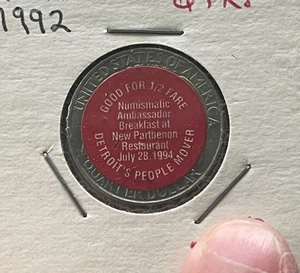 1992
UNITED STATES OF AMERICA
GOOD FOR 1/2 FARE
Numismatic
Ambassador
Breakfast at
New Parthenon
Restaurant
July 28, 1994
DETROIT'S PEOPLE MOVER
QUARTER DOLLAR